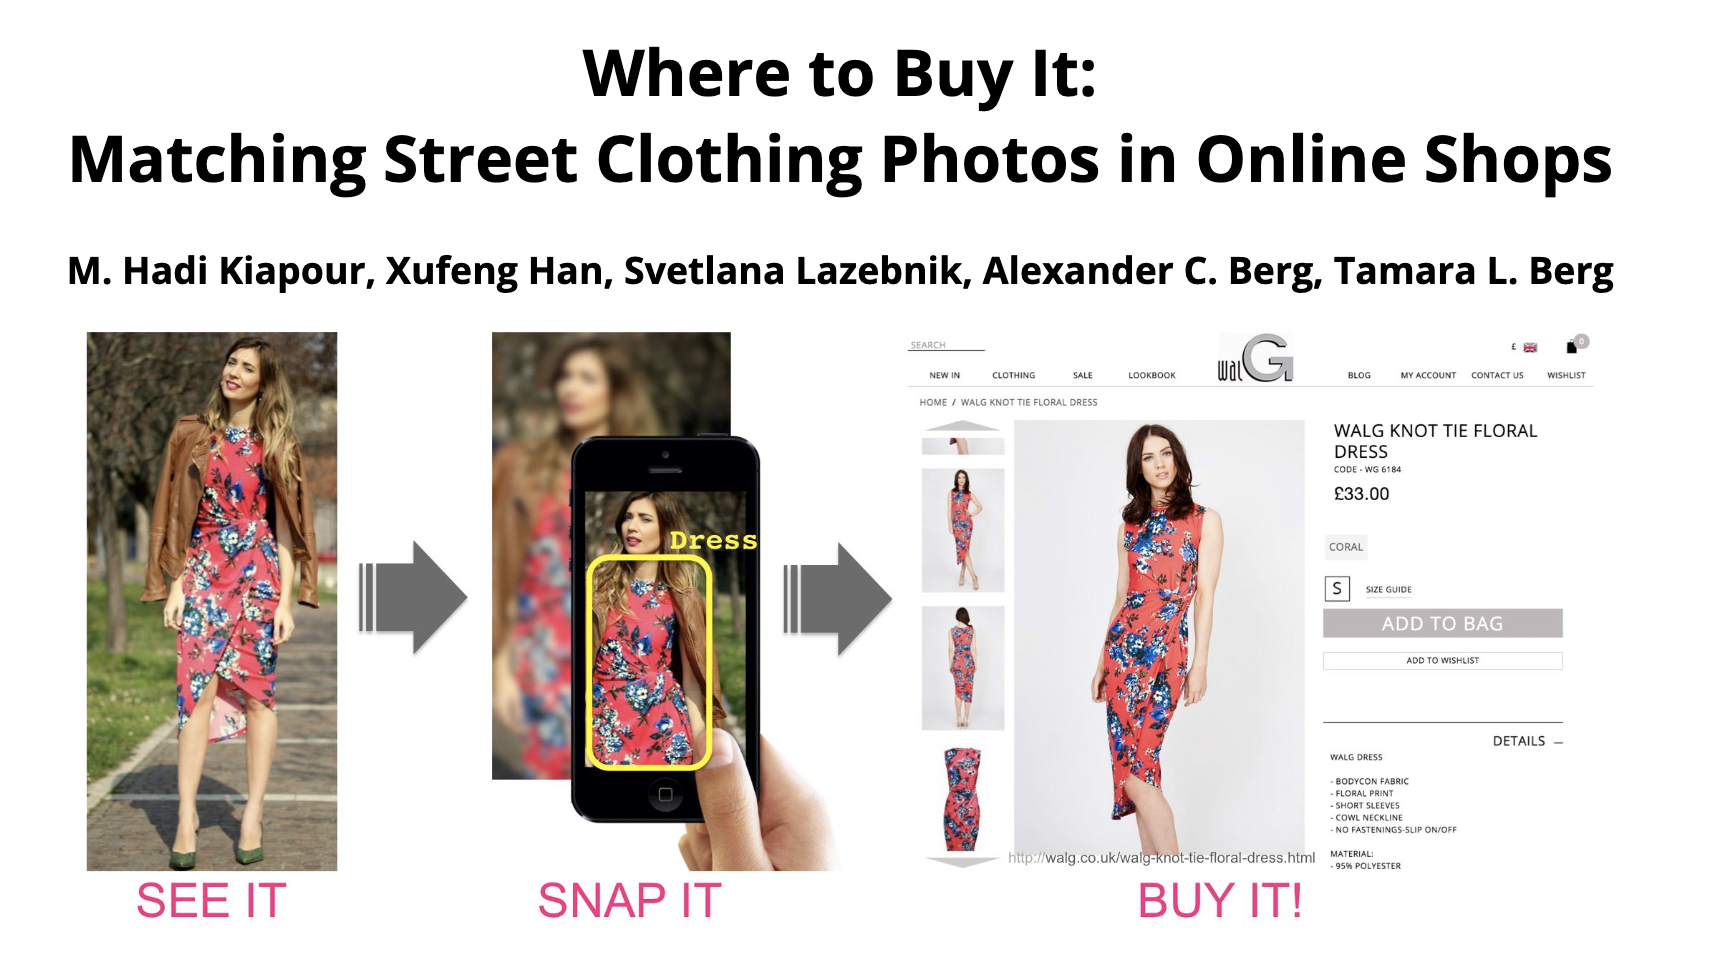 Where to Buy It:
Matching Street Clothing Photos in Online Shops
M. Hadi Kiapour, Xufeng Han, Svetlana Lazebnik, Alexander C. Berg, Tamara L. Berg
Dress
SEARCH
walG
£
0
NEW IN
CLOTHING
SALE
LOOKBOOK
BLOG
MY ACCOUNT
CONTACT US
WISHLIST
HOME / WALG KNOT TIE FLORAL DRESS
WALG KNOT TIE FLORAL
DRESS
CODE - WG 6184
£33.00
CORAL
S
SIZE GUIDE
ADD TO BAG
ADD TO WISHLIST
DETAILS –
WALG DRESS
- BODYCON FABRIC
- FLORAL PRINT
- SHORT SLEEVES
- COWL NECKLINE
- NO FASTENINGS-SLIP ON/OFF
MATERIAL:
- 95% POLYESTER
http://walg.co.uk/walg-knot-tie-floral-dress.html
SEE IT
SNAP IT
BUY IT!